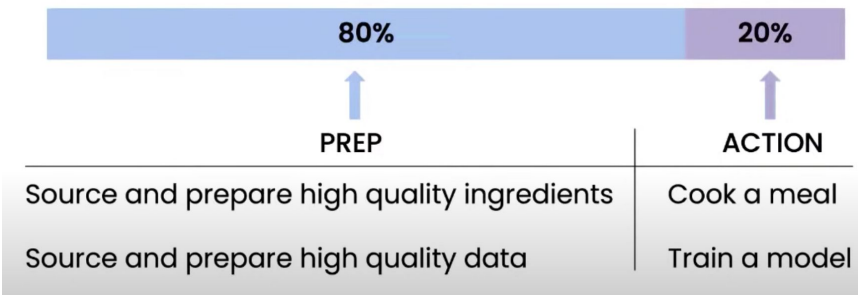 80% 20%
PREP ACTION
Source and prepare high quality ingredients Cook a meal
Source and prepare high quality data Train a model